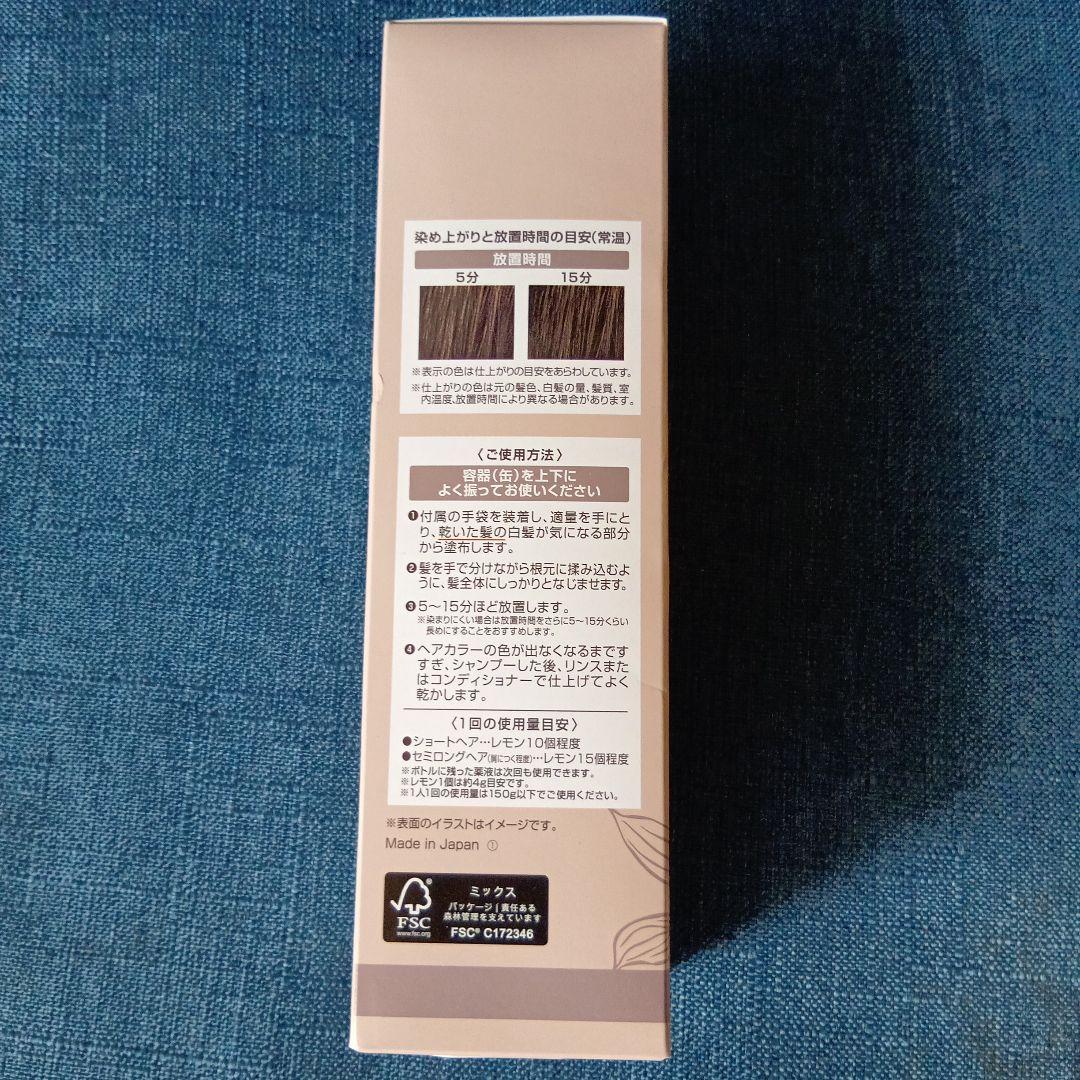 染め上がりと放置時間の目安(常温)
放置時間
5分 15分
※表示の色は仕上がりの目安をあらわしています。
※仕上がりの色は元の髪色、白髪の量、髪質、室
内温度、放置時間により異なる場合があります。
〈ご使用方法〉
容器(缶)を上下に
よく振ってお使いください
❶付属の手袋を装着し、適量を手にと
り、乾いた髪の白髪が気になる部分
から塗布します。
❷髪を手で分けながら根元に揉み込むよ
うに、髪全体にしっかりとなじませます。
❸5〜15分ほど放置します。
※染まりにくい場合は放置時間をさらに5〜15分くらい
長めにすることをおすすめします。
❹ヘアカラーの色が出なくなるまです
すぎ、シャンプーした後、リンスまた
はコンディショナーで仕上げてよく
乾かします。
〈1回の使用量目安〉
●ショートヘア…レモン10個程度
●セミロングヘア(肩につく程度)…レモン15個程度
※ボトルに残った薬液は次回も使用できます。
※レモン1個は約4g目安です。
※1人1回の使用量は150g以下でご使用ください。
※表面のイラストはイメージです。
Made in Japan ①
FSC
www.fsc.org
ミックス
パッケージ|責任ある
森林管理を支えています
FSC® C172346